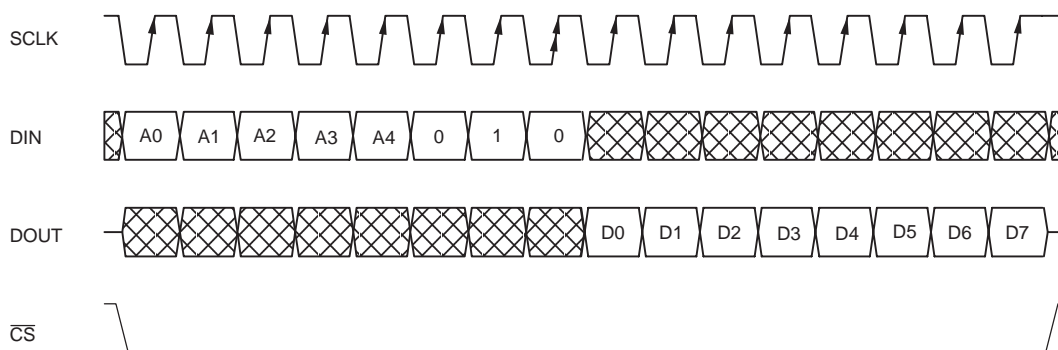 SCLK
DIN A0 A1 A2 A3 A4 0 1 0
DOUT D0 D1 D2 D3 D4 D5 D6 D7
C̅S̅